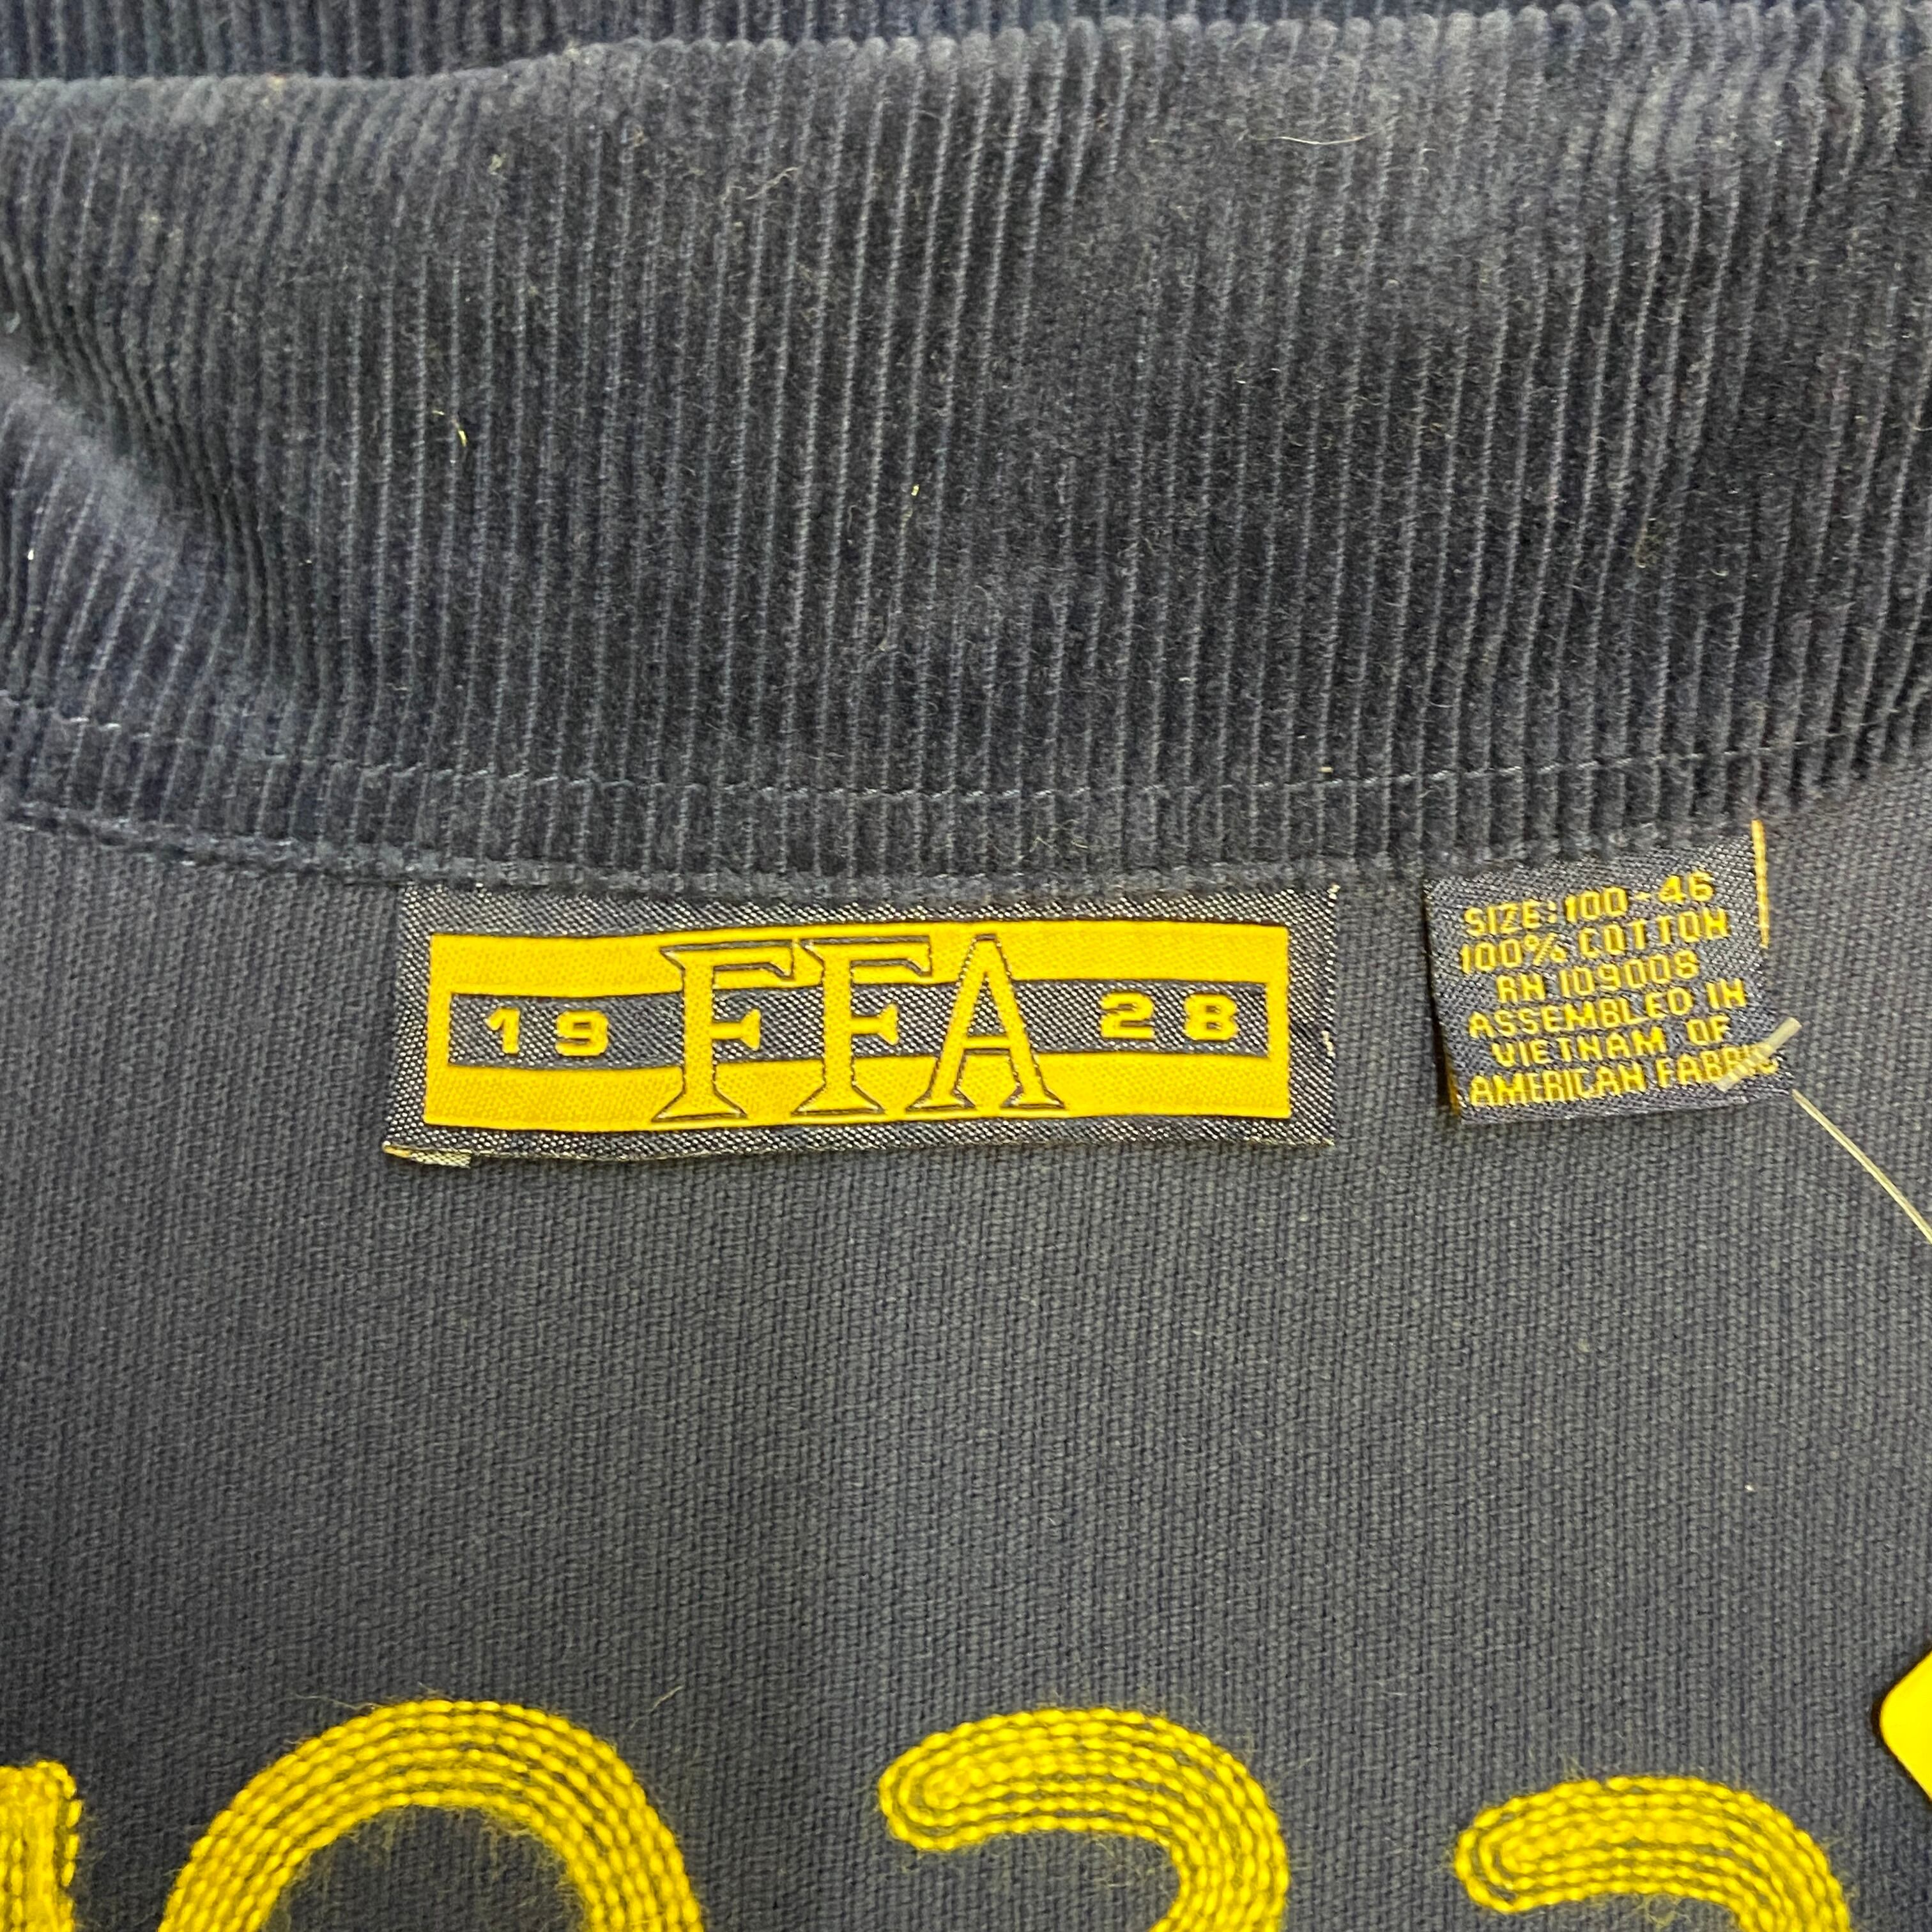 19 FFA 28
SIZE:100-46
100% COTTON
RN 109008
ASSEMBLED IN
VIETNAM OF
AMERICAN FABRIC